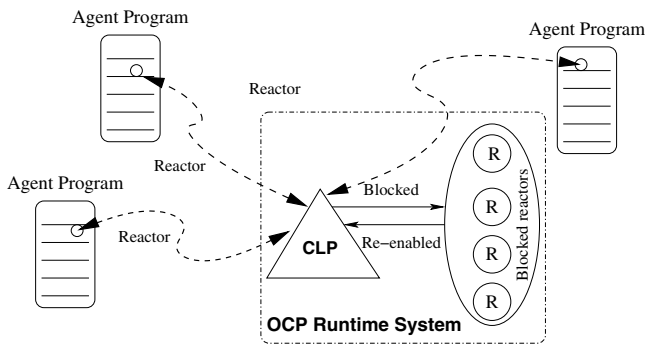 Agent Program
Agent Program
Reactor
Reactor
Reactor
Agent Program
Blocked
Re−enabled
CLP
R
R
R
R
Blocked reactors
OCP Runtime System